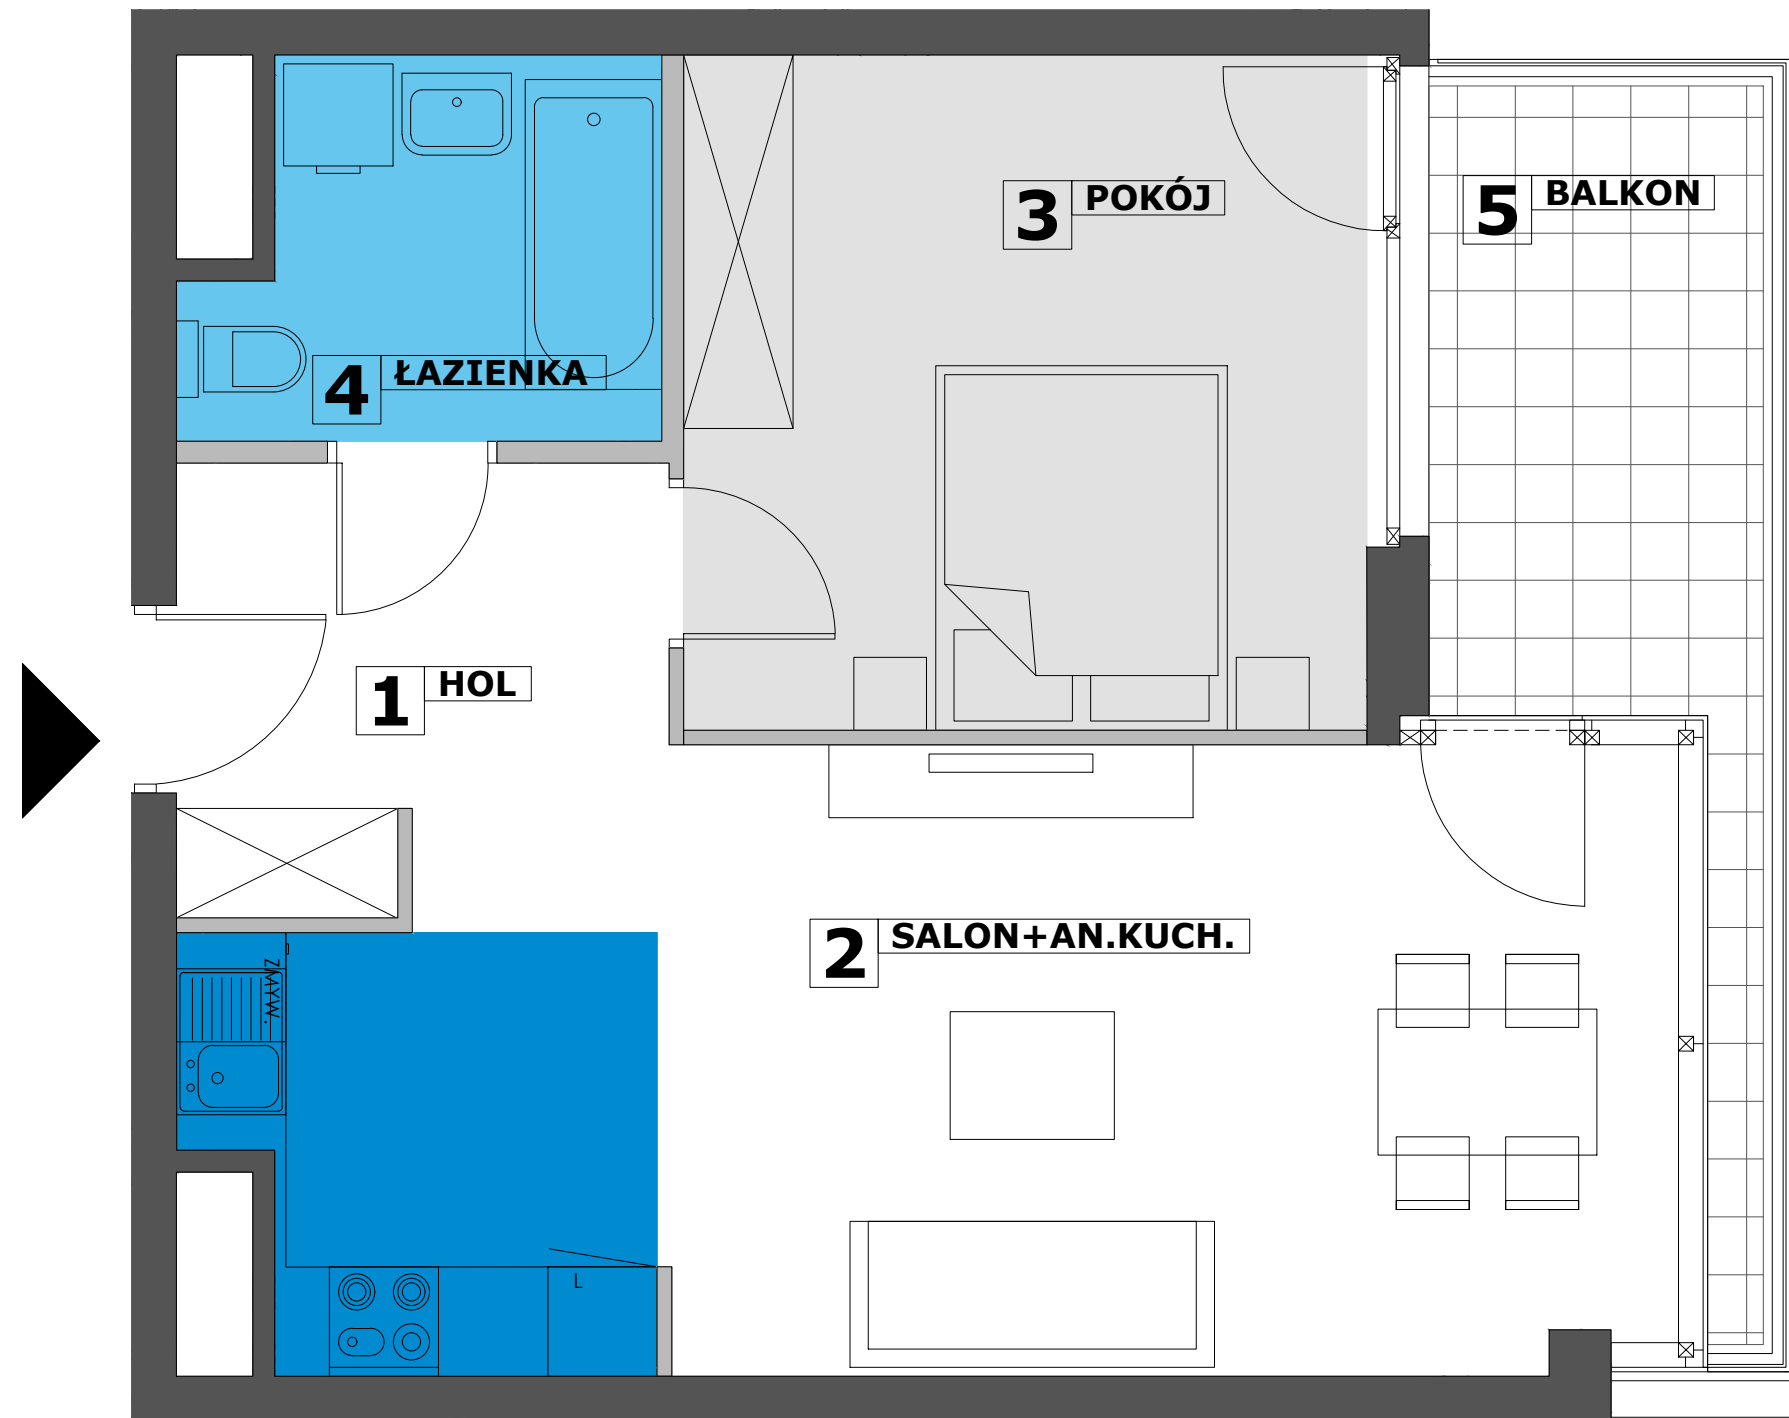 3 POKÓJ
5 BALKON
4 ŁAZIENKA
1 HOL
2 SALON+AN.KUCH.
ZMYW.
L